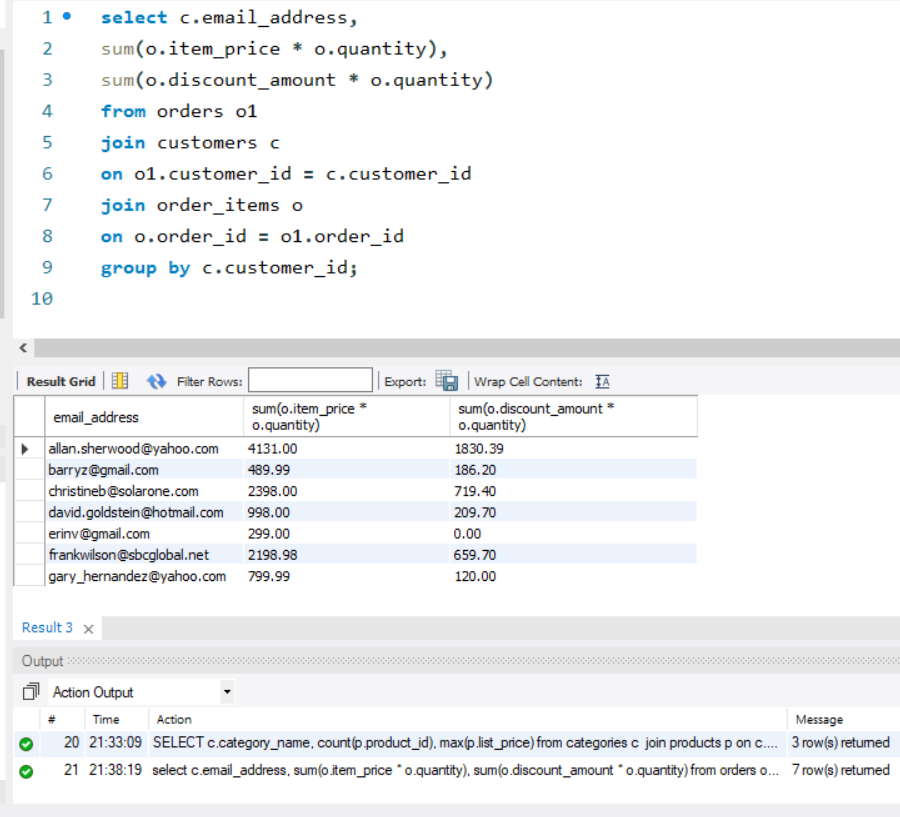 1 select c.email_address,
2 sum(o.item_price * o.quantity),
3 sum(o.discount_amount * o.quantity)
4 from orders o1
5 join customers c
6 on o1.customer_id = c.customer_id
7 join order_items o
8 on o.order_id = o1.order_id
9 group by c.customer_id;
10
Result Grid Filter Rows: Export: Wrap Cell Content:
email_address sum(o.item_price * o.quantity) sum(o.discount_amount * o.quantity)
allan.sherwood@yahoo.com 4131.00 1830.39
barryz@gmail.com 489.99 186.20
christineb@solarone.com 2398.00 719.40
david.goldstein@hotmail.com 998.00 209.70
erinv@gmail.com 299.00 0.00
frankwilson@sbcglobal.net 2198.98 659.70
gary_hernandez@yahoo.com 799.99 120.00
Result 3
Output
Action Output
# Time Action Message
20 21:33:09 SELECT c.category_name, count(p.product_id), max(p.list_price) from categories c join products p on c.... 3 row(s) returned
21 21:38:19 select c.email_address, sum(o.item_price * o.quantity), sum(o.discount_amount * o.quantity) from orders o... 7 row(s) returned